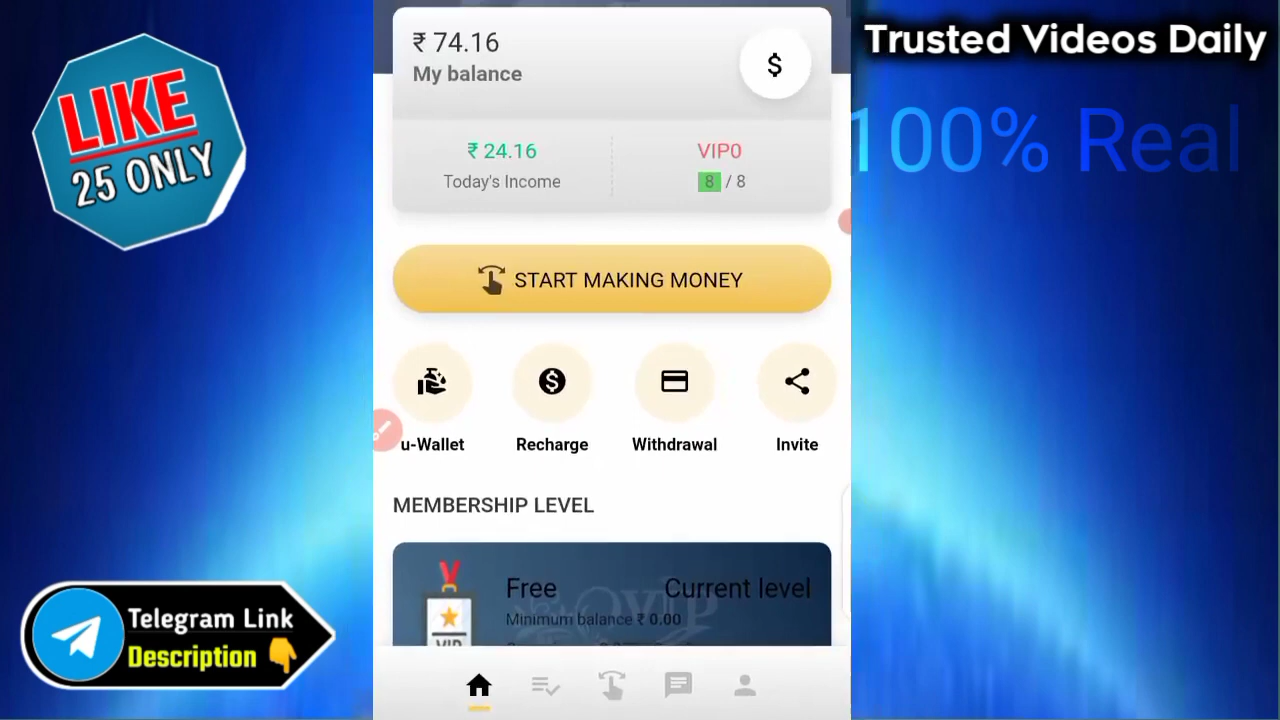 LIKE
25 ONLY
Telegram Link
Description
₹ 74.16
My balance
$
₹ 24.16
Today's Income
VIP0
8 / 8
START MAKING MONEY
u-Wallet
Recharge
Withdrawal
Invite
MEMBERSHIP LEVEL
VIP
Free
Current level
Minimum balance ₹ 0.00
VIP
Trusted Videos Daily
100% Real